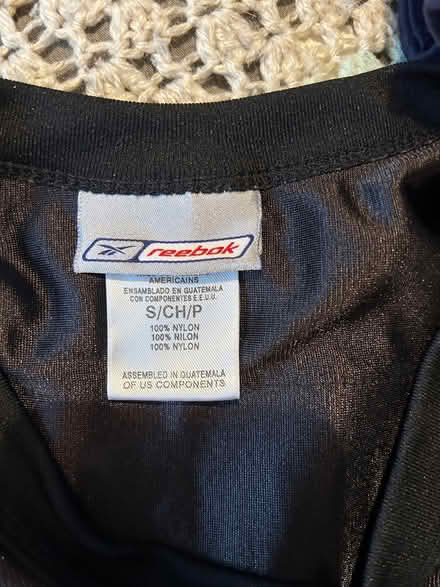 reebok
AMERICAINS
ENSAMBLADO EN GUATEMALA
CON COMPONENTES E.E.U.U.
S/CH/P
100% NYLON
100% NILON
100% NYLON
ASSEMBLED IN GUATEMALA
OF US COMPONENTS